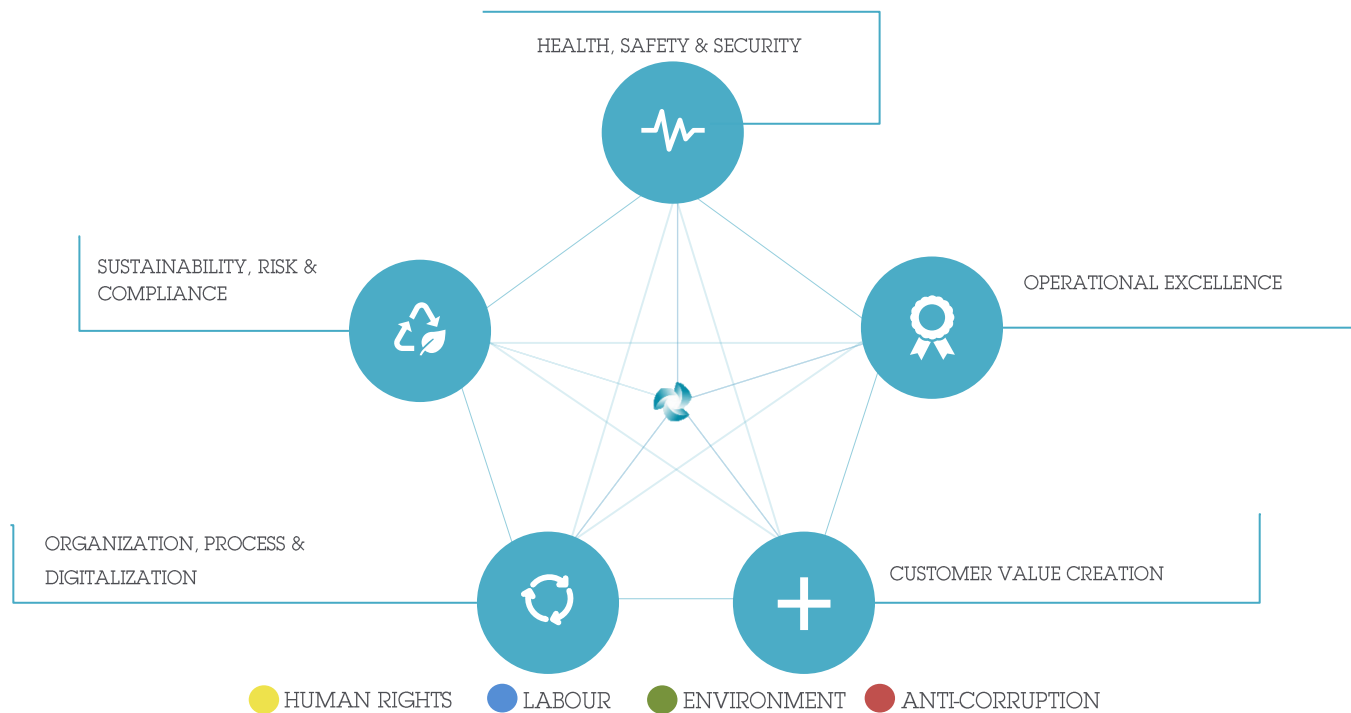 HEALTH, SAFETY & SECURITY
SUSTAINABILITY, RISK &
COMPLIANCE
OPERATIONAL EXCELLENCE
ORGANIZATION, PROCESS &
DIGITALIZATION
CUSTOMER VALUE CREATION
HUMAN RIGHTS
LABOUR
ENVIRONMENT
ANTI-CORRUPTION